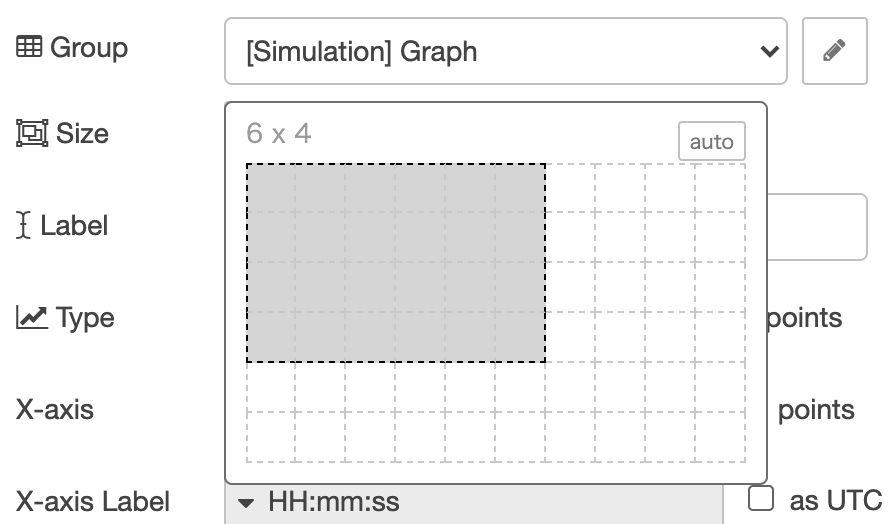 Group [Simulation] Graph
Size 6 x 4 auto
Label
Type points
X-axis points
X-axis Label HH:mm:ss as UTC